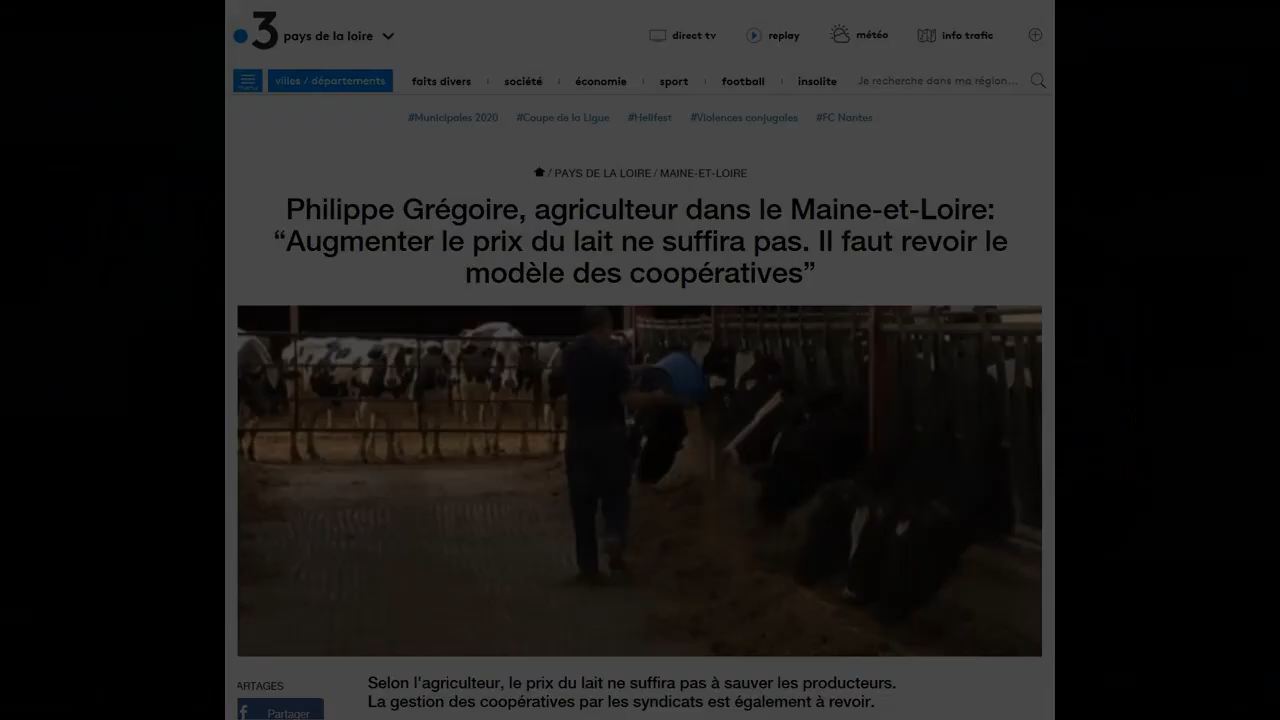 3 pays de la loire
direct tv replay météo info trafic
menu villes / départements faits divers société économie sport football insolite Je recherche dans ma région...
#Municipales 2020 #Coupe de la Ligue #Hellfest #Violences conjugales #FC Nantes
/ PAYS DE LA LOIRE / MAINE-ET-LOIRE
Philippe Grégoire, agriculteur dans le Maine-et-Loire:
“Augmenter le prix du lait ne suffira pas. Il faut revoir le
modèle des coopératives”
ARTAGES
f Partager
Selon l'agriculteur, le prix du lait ne suffira pas à sauver les producteurs.
La gestion des coopératives par les syndicats est également à revoir.